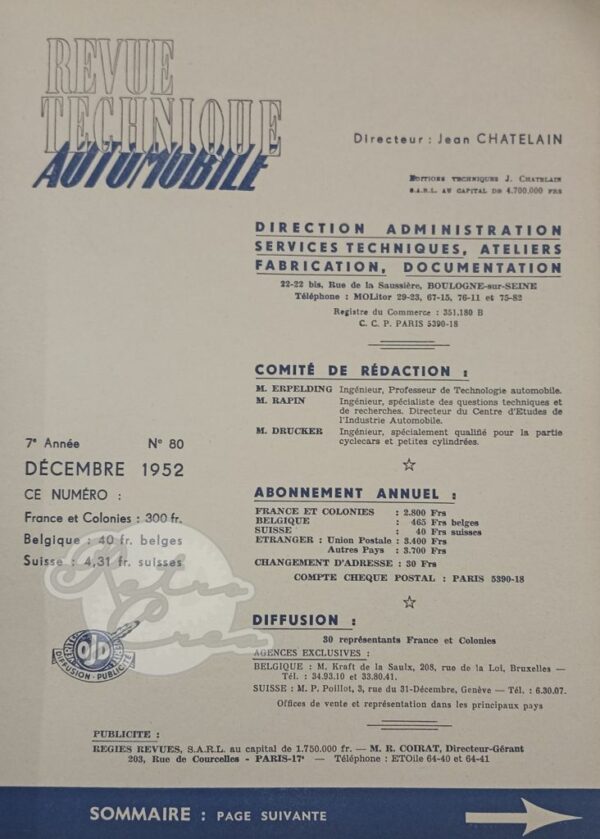 REVUE
TECHNIQUE
AUTOMOBILE
Directeur : Jean CHATELAIN
EDITIONS TECHNIQUES J. CHATELAIN
S.A.R.L. AU CAPITAL DE 4.700.000 FRS
DIRECTION ADMINISTRATION
SERVICES TECHNIQUES, ATELIERS
FABRICATION, DOCUMENTATION
22-22 bis, Rue de la Saussière, BOULOGNE-sur-SEINE
Téléphone : MOLitor 29-23, 67-15, 76-11 et 75-82
Registre du Commerce : 351.180 B
C. C. P. PARIS 5390-18
COMITÉ DE RÉDACTION :
M. ERPELDING Ingénieur, Professeur de Technologie automobile.
M. RAPIN Ingénieur, spécialiste des questions techniques et
de recherches. Directeur du Centre d'Etudes de
l'Industrie Automobile.
M. DRUCKER Ingénieur, spécialement qualifié pour la partie
cyclecars et petites cylindrées.
7e Année N° 80
DÉCEMBRE 1952
CE NUMÉRO :
France et Colonies : 300 fr.
Belgique : 40 fr. belges
Suisse : 4,31 fr. suisses
ABONNEMENT ANNUEL :
FRANCE ET COLONIES : 2.800 Frs
BELGIQUE : 465 Frs belges
SUISSE : 40 Frs suisses
ETRANGER : Union Postale : 3.400 Frs
Autres Pays : 3.700 Frs
CHANGEMENT D'ADRESSE : 30 Frs
COMPTE CHEQUE POSTAL : PARIS 5390-18
Retro
Crea
OJD
DIFFUSION - PUBLICITÉ
DIFFUSION :
30 représentants France et Colonies
AGENCES EXCLUSIVES :
BELGIQUE : M. Kraft de la Saulx, 208, rue de la Loi, Bruxelles —
Tél. : 34.93.10 et 33.80.41.
SUISSE : M. P. Poillot, 3, rue du 31-Décembre, Genève — Tél. : 6.30.07.
Offices de vente et représentation dans les principaux pays
PUBLICITE :
REGIES REVUES, S.A.R.L. au capital de 1.750.000 fr. — M. R. COIRAT, Directeur-Gérant
203, Rue de Courcelles - PARIS-17e — Téléphone : ETOile 64-40 et 64-41
SOMMAIRE : PAGE SUIVANTE